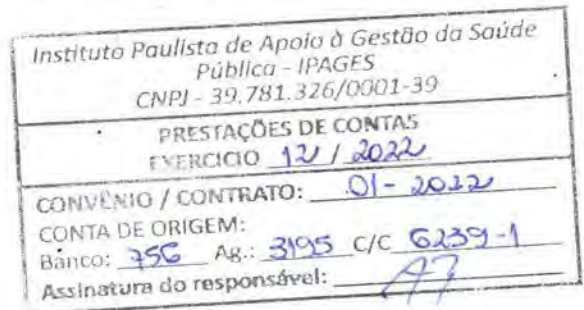 Instituto Paulista de Apoio à Gestão da Saúde
Pública - IPAGES
CNPJ - 39.781.326/0001-39
PRESTAÇÕES DE CONTAS
EXERCICIO 12 / 2022
CONVÊNIO / CONTRATO: 01-2022
CONTA DE ORIGEM:
Banco: 756 Ag.: 3195 C/C 6239-1
Assinatura do responsável: